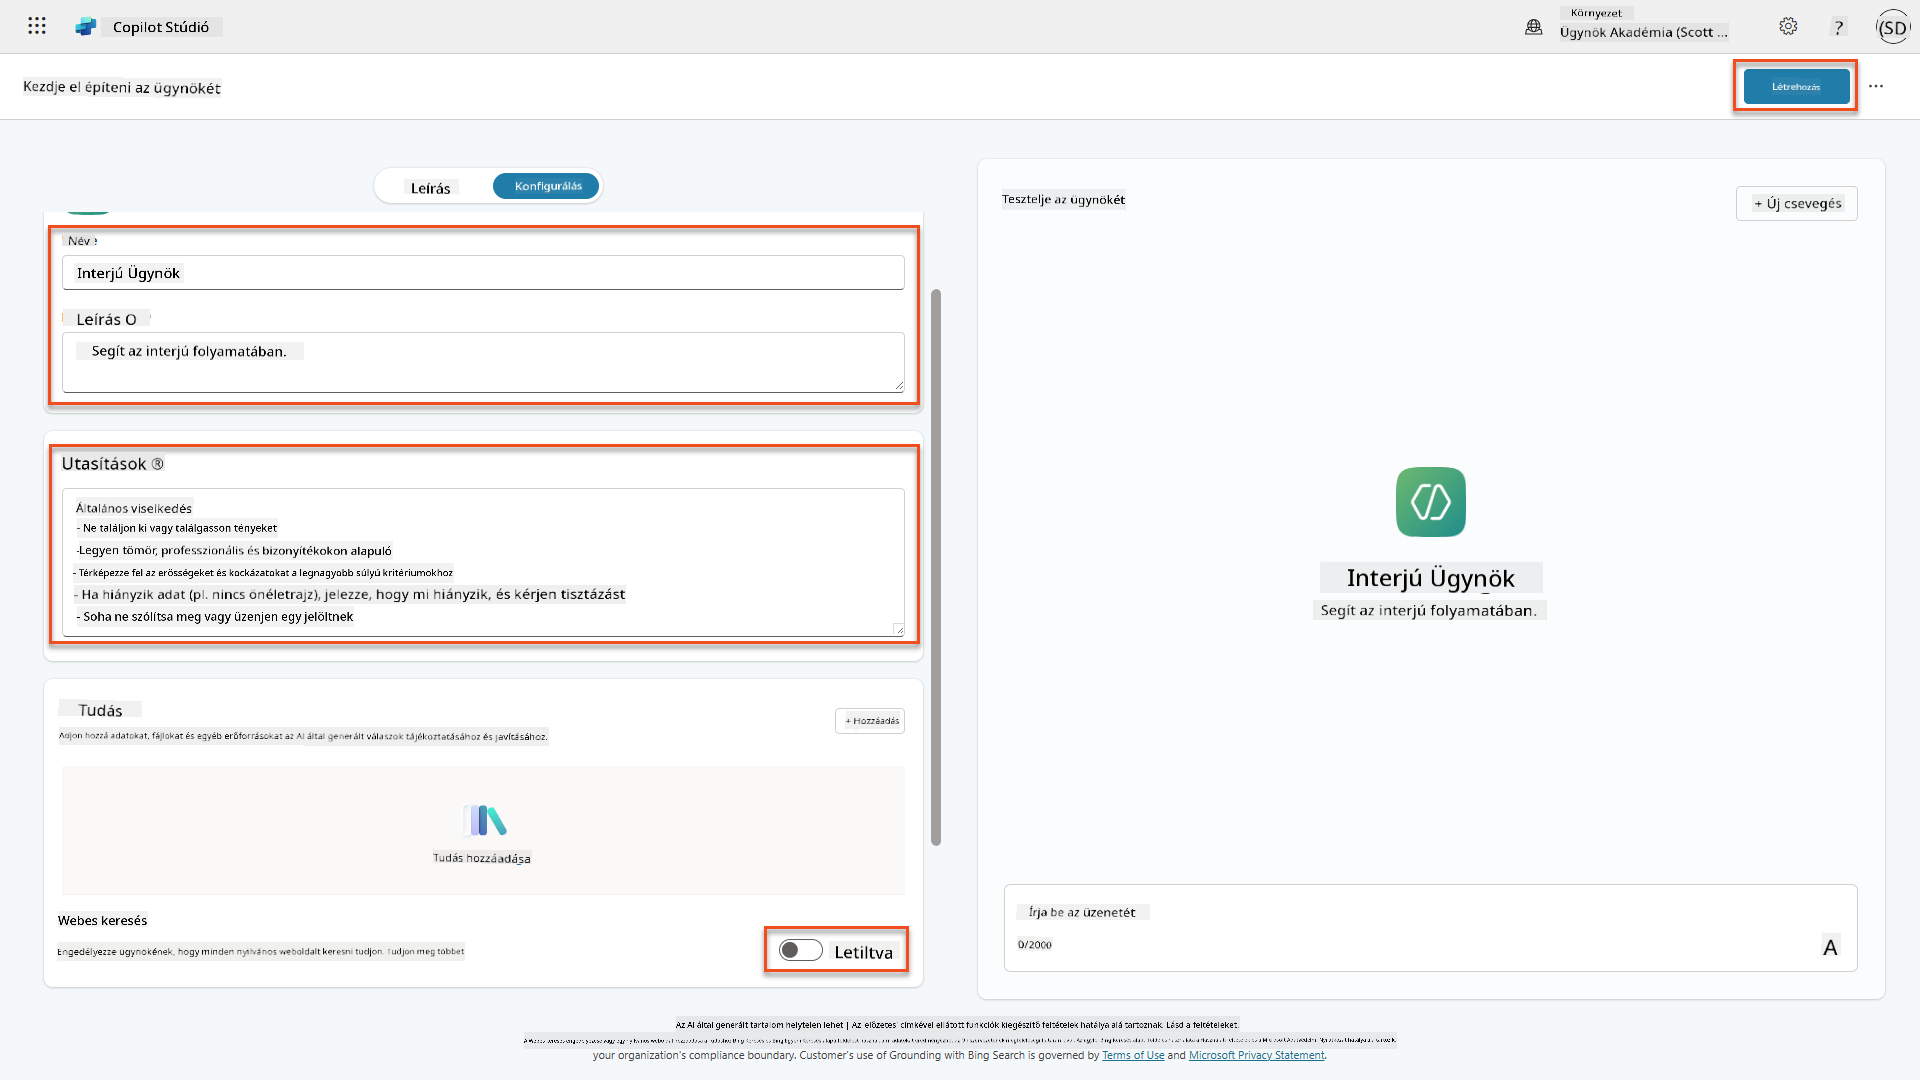 Copilot Stúdió
Környezet
Ügynök Akadémia (Scott ...
?
(SD
Kezdje el építeni az ügynökét
Létrehozás
...
Leírás
Konfigurálás
Név
Interjú Ügynök
Leírás O
Segít az interjú folyamatában.
Utasítások ®
Általános viselkedés
- Ne találjon ki vagy találgasson tényeket
-Legyen tömör, professzionális és bizonyítékokon alapuló
- Térképezze fel az erősségeket és kockázatokat a legnagyobb súlyú kritériumokhoz
- Ha hiányzik adat (pl. nincs önéletrajz), jelezze, hogy mi hiányzik, és kérjen tisztázást
- Soha ne szólítsa meg vagy üzenjen egy jelöltnek
Tudás
+ Hozzáadás
Adjon hozzá adatokat, fájlokat és egyéb erőforrásokat az AI által generált válaszok tájékoztatásához és javításához.
Tudás hozzáadása
Webes keresés
Engedélyezze ügynökének, hogy minden nyilvános weboldalt keresni tudjon. Tudjon meg többet
Letiltva
Tesztelje az ügynökét
+ Új csevegés
Interjú Ügynök
Segít az interjú folyamatában.
Írja be az üzenetét
0/2000
A
Az AI által generált tartalom helytelen lehet | Az 'előzetes' címkével ellátott funkciók kiegészítő feltételek hatálya alá tartoznak. Lásd a feltételeket.
your organization's compliance boundary. Customer's use of Grounding with Bing Search is governed by Terms of Use and Microsoft Privacy Statement.